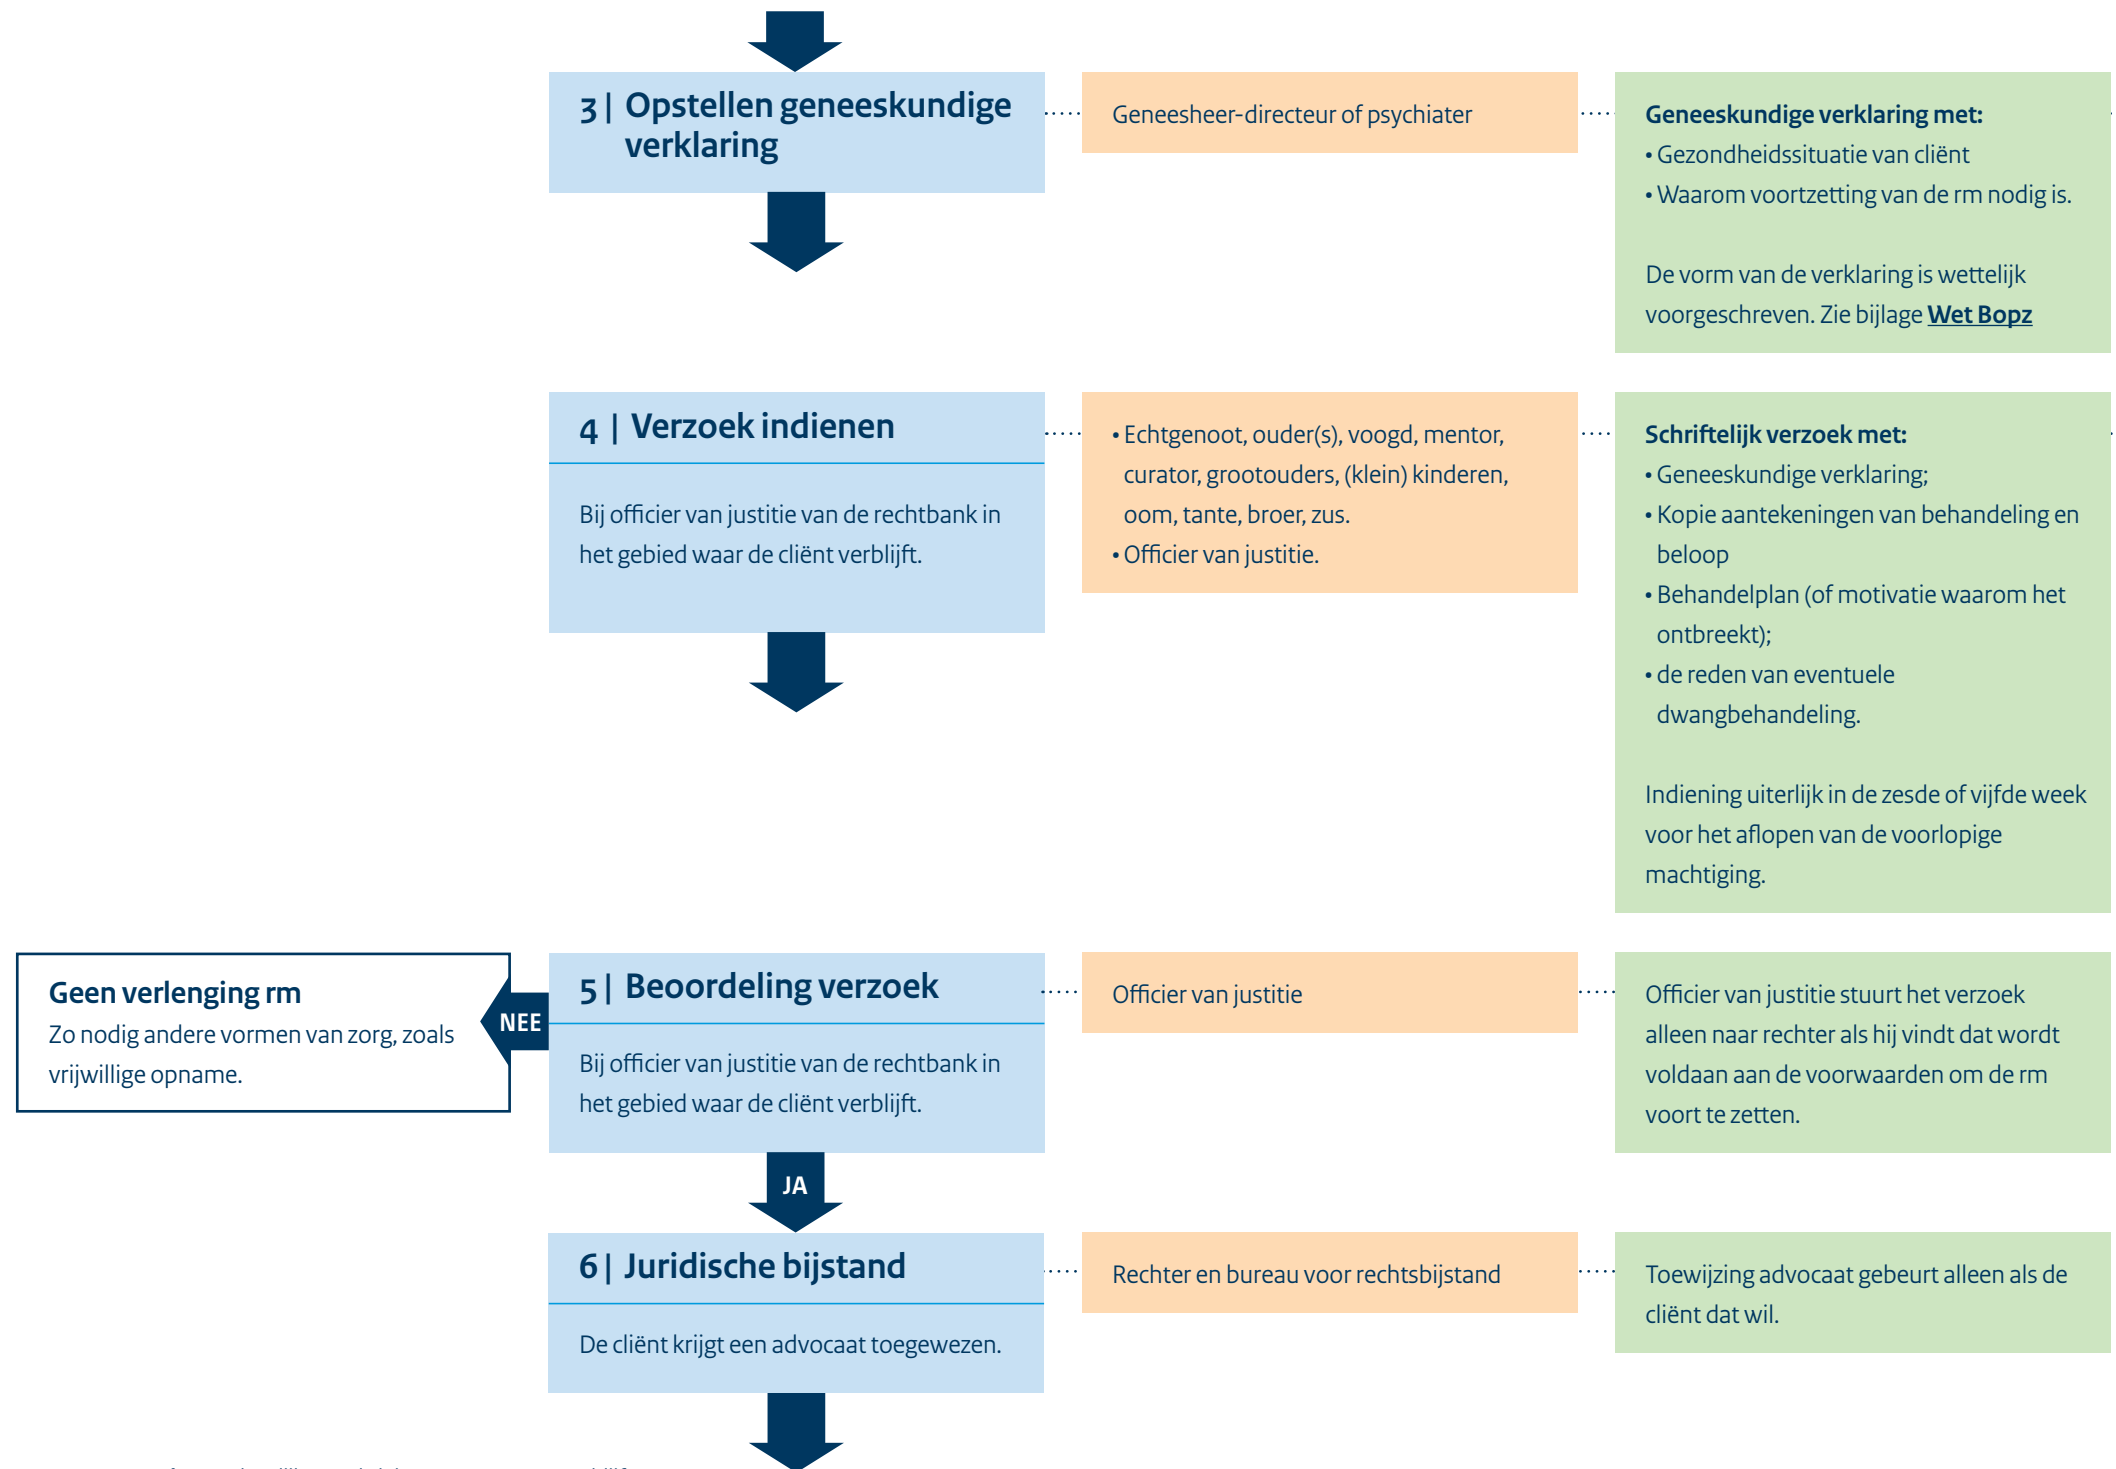 3 | Opstellen geneeskundige
verklaring
Geneesheer-directeur of psychiater
Geneeskundige verklaring met:
• Gezondheidssituatie van cliënt
• Waarom voortzetting van de rm nodig is.
De vorm van de verklaring is wettelijk
voorgeschreven. Zie bijlage Wet Bopz
4 | Verzoek indienen
Bij officier van justitie van de rechtbank in
het gebied waar de cliënt verblijft.
• Echtgenoot, ouder(s), voogd, mentor,
curator, grootouders, (klein) kinderen,
oom, tante, broer, zus.
• Officier van justitie.
Schriftelijk verzoek met:
• Geneeskundige verklaring;
• Kopie aantekeningen van behandeling en
beloop
• Behandelplan (of motivatie waarom het
ontbreekt);
• de reden van eventuele
dwangbehandeling.
Indiening uiterlijk in de zesde of vijfde week
voor het aflopen van de voorlopige
machtiging.
Geen verlenging rm
Zo nodig andere vormen van zorg, zoals
vrijwillige opname.
NEE
5 | Beoordeling verzoek
Bij officier van justitie van de rechtbank in
het gebied waar de cliënt verblijft.
Officier van justitie
Officier van justitie stuurt het verzoek
alleen naar rechter als hij vindt dat wordt
voldaan aan de voorwaarden om de rm
voort te zetten.
JA
6 | Juridische bijstand
De cliënt krijgt een advocaat toegewezen.
Rechter en bureau voor rechtsbijstand
Toewijzing advocaat gebeurt alleen als de
cliënt dat wil.